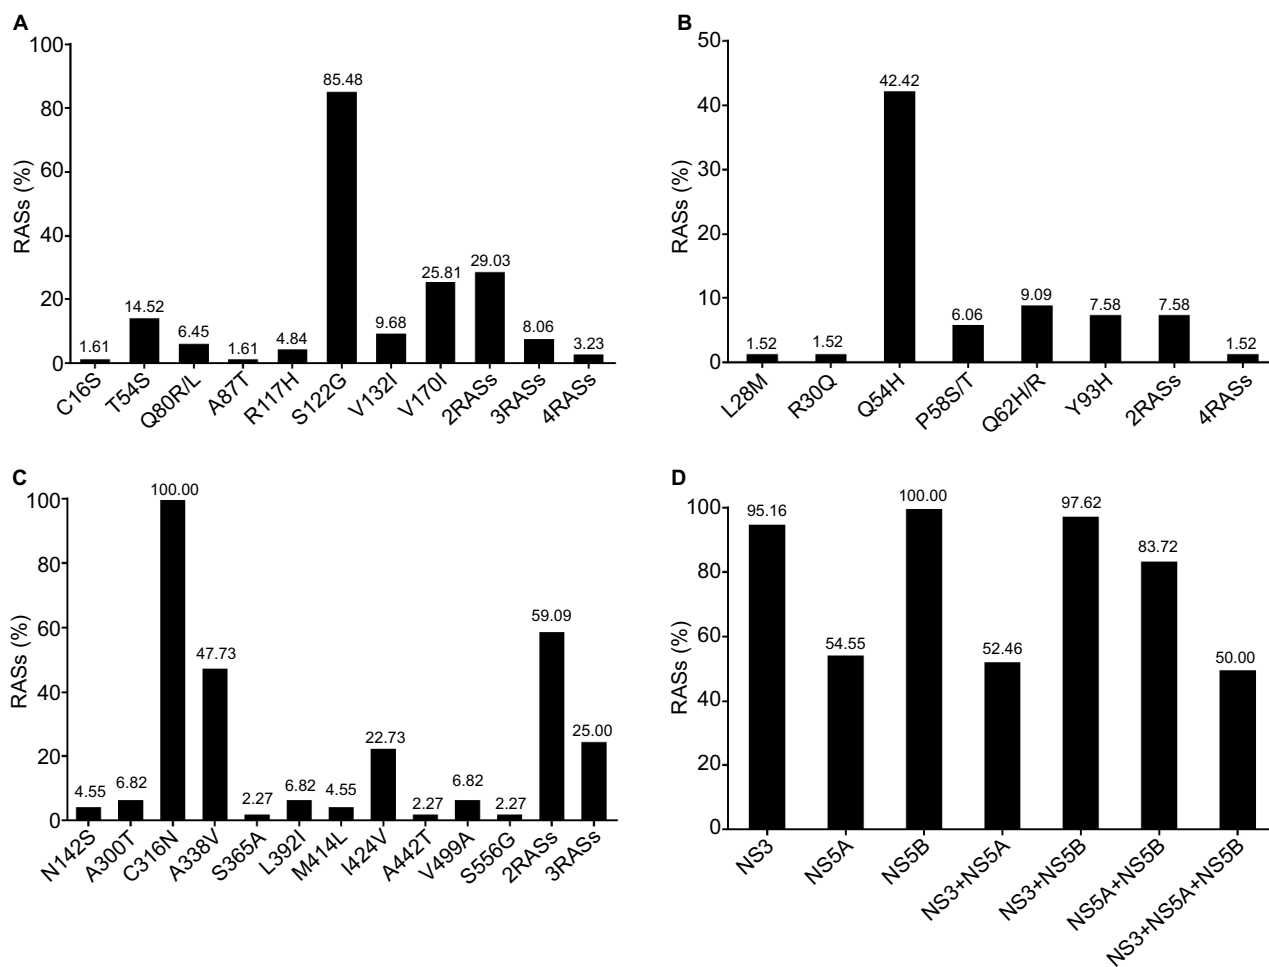 A
RASs (%)
100
80
60
40
20
0
1.61
14.52
6.45
1.61
4.84
85.48
9.68
25.81
29.03
8.06
3.23
C16S
T54S
Q80R/L
A87T
R117H
S122G
V132I
V170I
2RASs
3RASs
4RASs
B
RASs (%)
50
40
30
20
10
0
1.52
1.52
42.42
6.06
9.09
7.58
7.58
1.52
L28M
R30Q
Q54H
P58S/T
Q62H/R
Y93H
2RASs
4RASs
C
RASs (%)
100
80
60
40
20
0
4.55
6.82
100.00
47.73
2.27
6.82
4.55
22.73
2.27
6.82
2.27
59.09
25.00
N142S
A300T
C316N
A338V
S365A
L392I
M414L
I424V
A442T
V499A
S556G
2RASs
3RASs
D
RASs (%)
100
80
60
40
20
0
95.16
54.55
100.00
52.46
97.62
83.72
50.00
NS3
NS5A
NS5B
NS3+NS5A
NS3+NS5B
NS5A+NS5B
NS3+NS5A+NS5B